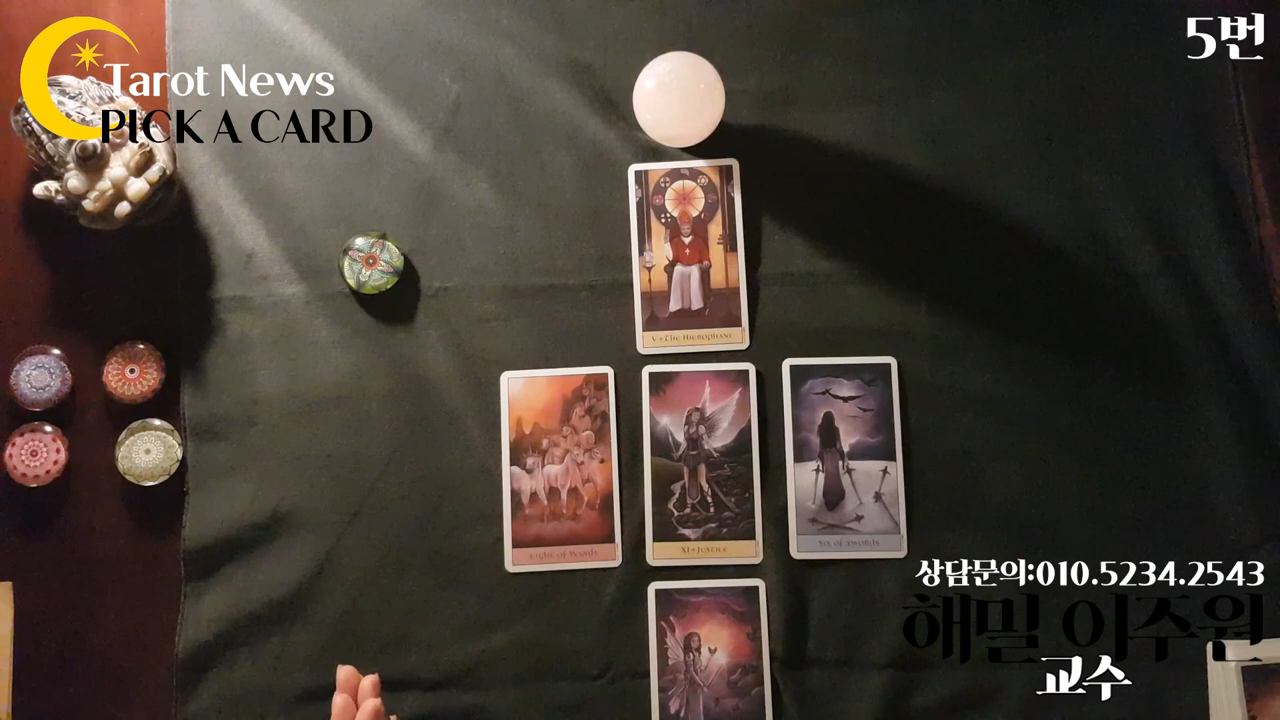 Tarot News
PICK A CARD
5번
V • The Hierophant
Eight of Wands
XI • Justice
Six of Swords
상담문의:010.5234.2543
해밀 이주원
교수